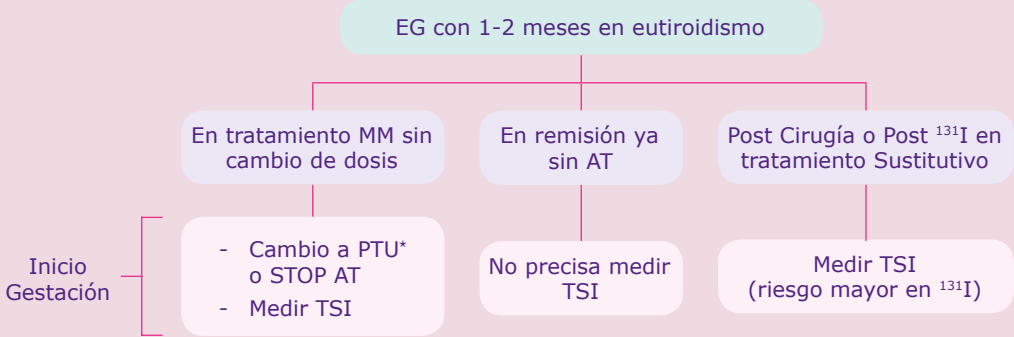 EG con 1-2 meses en eutiroidismo
En tratamiento MM sin
cambio de dosis
En remisión ya
sin AT
Post Cirugía o Post ¹³¹I en
tratamiento Sustitutivo
Inicio
Gestación
- Cambio a PTU*
o STOP AT
- Medir TSI
No precisa medir
TSI
Medir TSI
(riesgo mayor en ¹³¹I)